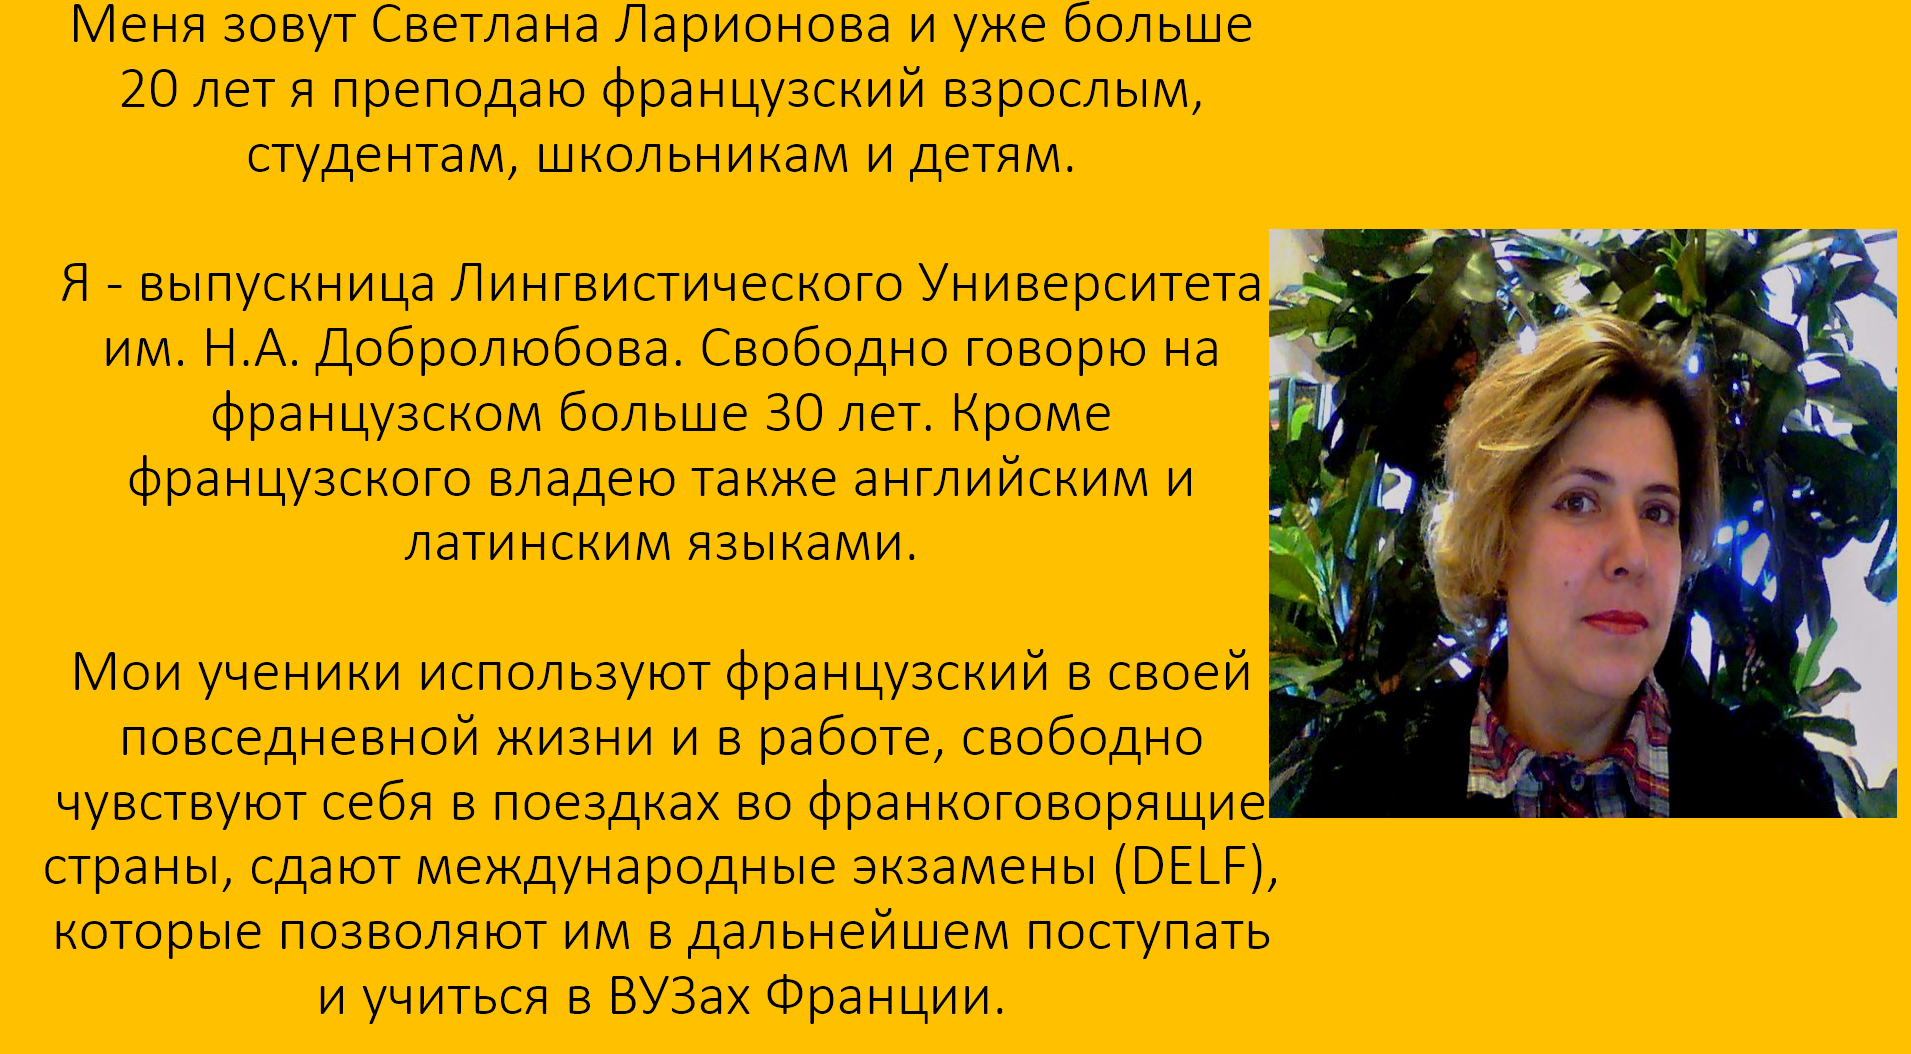 Меня зовут Светлана Ларионова и уже больше
20 лет я преподаю французский взрослым,
студентам, школьникам и детям.
Я - выпускница Лингвистического Университета
им. Н.А. Добролюбова. Свободно говорю на
французском больше 30 лет. Кроме
французского владею также английским и
латинским языками.
Мои ученики используют французский в своей
повседневной жизни и в работе, свободно
чувствуют себя в поездках во франкоговорящие
страны, сдают международные экзамены (DELF),
которые позволяют им в дальнейшем поступать
и учиться в ВУЗах Франции.